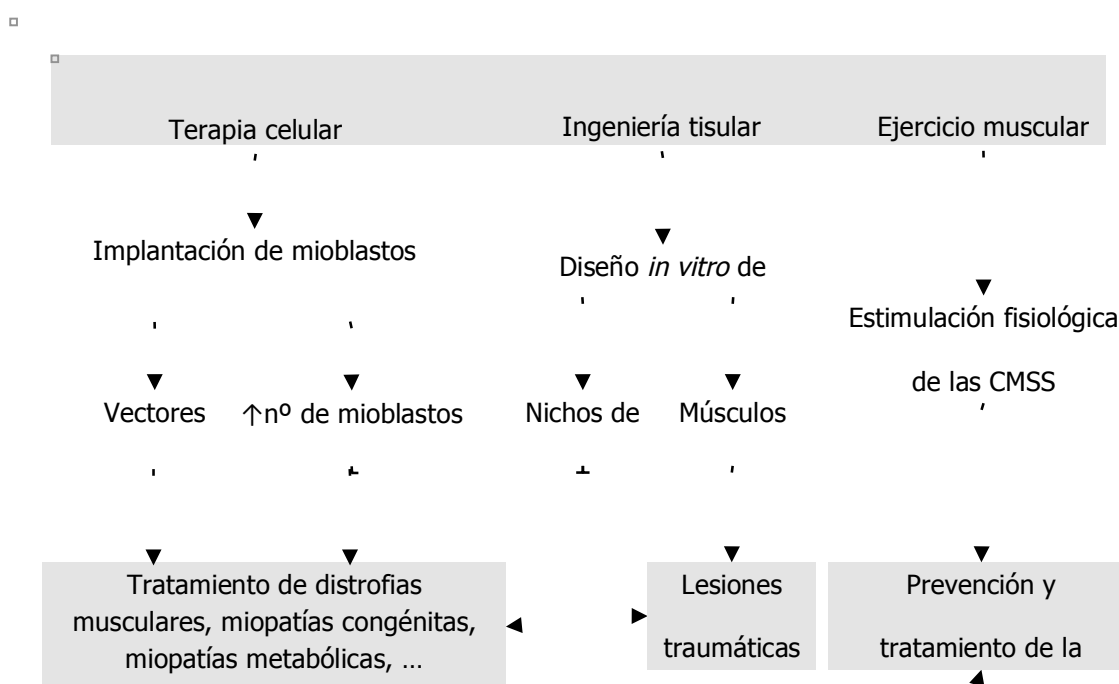 Terapia celular
Ingeniería tisular
Ejercicio muscular
Implantación de mioblastos
Diseño in vitro de
Estimulación fisiológica
de las CMSS
Vectores
↑nº de mioblastos
Nichos de
Músculos
Tratamiento de distrofias
musculares, miopatías congénitas,
miopatías metabólicas, ...
Lesiones
traumáticas
Prevención y
tratamiento de la